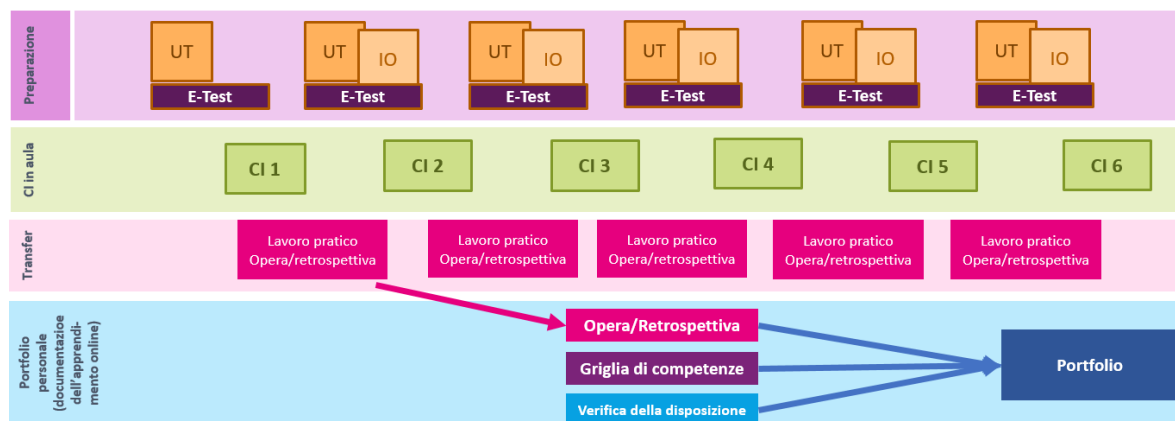 Preparazione
UT
E-Test
UT
IO
E-Test
UT
IO
E-Test
UT
IO
E-Test
UT
IO
E-Test
UT
IO
E-Test
CI in aula
CI 1
CI 2
CI 3
CI 4
CI 5
CI 6
Transfer
Lavoro pratico
Opera/retrospettiva
Lavoro pratico
Opera/retrospettiva
Lavoro pratico
Opera/retrospettiva
Lavoro pratico
Opera/retrospettiva
Lavoro pratico
Opera/retrospettiva
Portfolio
personale
(documentazioe
dell'apprendi-
mento online)
Opera/Retrospettiva
Griglia di competenze
Verifica della disposizione
Portfolio